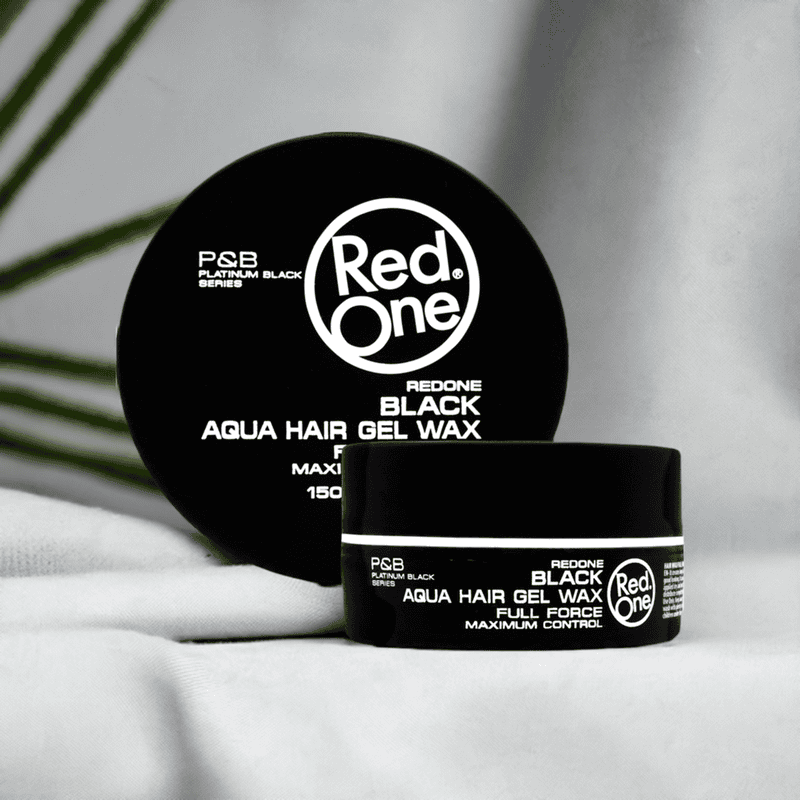 P&B
PLATINUM BLACK
SERIES
Red.®
One
REDONE
BLACK
AQUA HAIR GEL WAX
MAXI
150
P&B
PLATINUM BLACK
SERIES
REDONE
BLACK
AQUA HAIR GEL WAX
FULL FORCE
MAXIMUM CONTROL
Red.
One